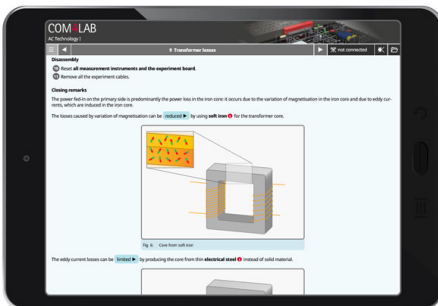 COM4LAB
AC Technology I
9 Transformer losses
not connected
Disassembly
Reset all measurement instruments and the experiment board.
Remove all the experiment cables.
Closing remarks
The power fed-in on the primary side is predominantly the power loss in the iron core: it occurs due to the variation of magnetisation in the iron core and due to eddy cur-
rents, which are induced in the iron core.
The losses caused by variation of magnetisation can be reduced ▶ by using soft iron for the transformer core.
Fig. 6: Core from soft iron
The eddy current losses can be limited ▶ by producing the core from thin electrical steel instead of solid material.